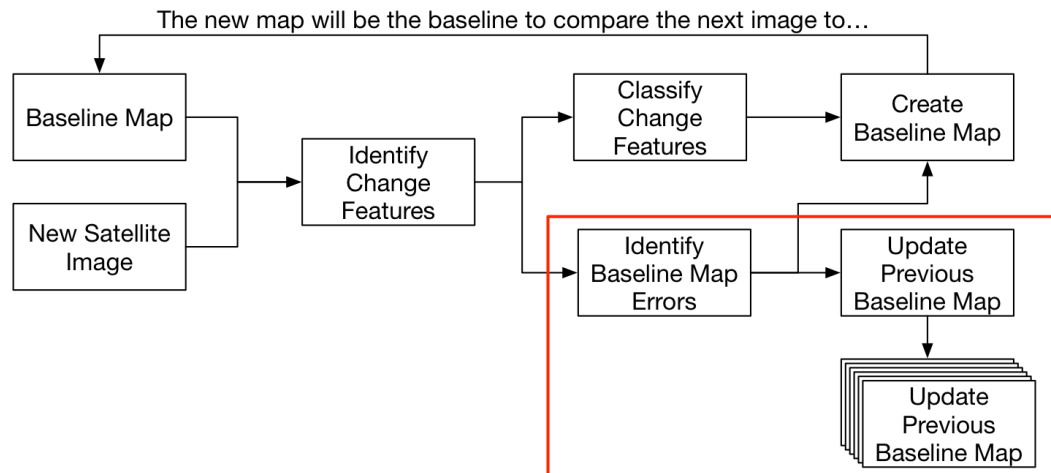 The new map will be the baseline to compare the next image to…
Baseline Map
New Satellite
Image
Identify
Change
Features
Classify
Change
Features
Create
Baseline Map
Identify
Baseline Map
Errors
Update
Previous
Baseline Map
Update
Previous
Baseline Map